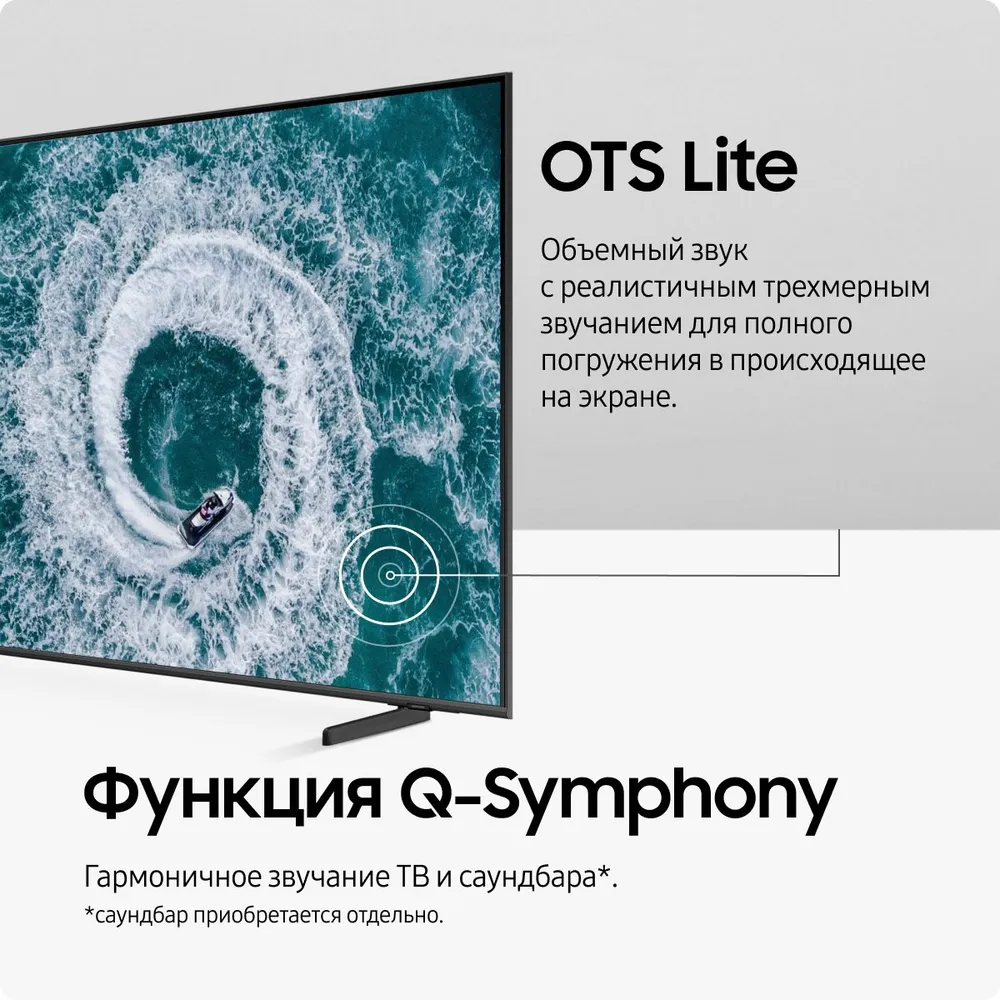 OTS Lite
Объемный звук
с реалистичным трехмерным
звучанием для полного
погружения в происходящее
на экране.
Функция Q-Symphony
Гармоничное звучание ТВ и саундбара*.
*саундбар приобретается отдельно.